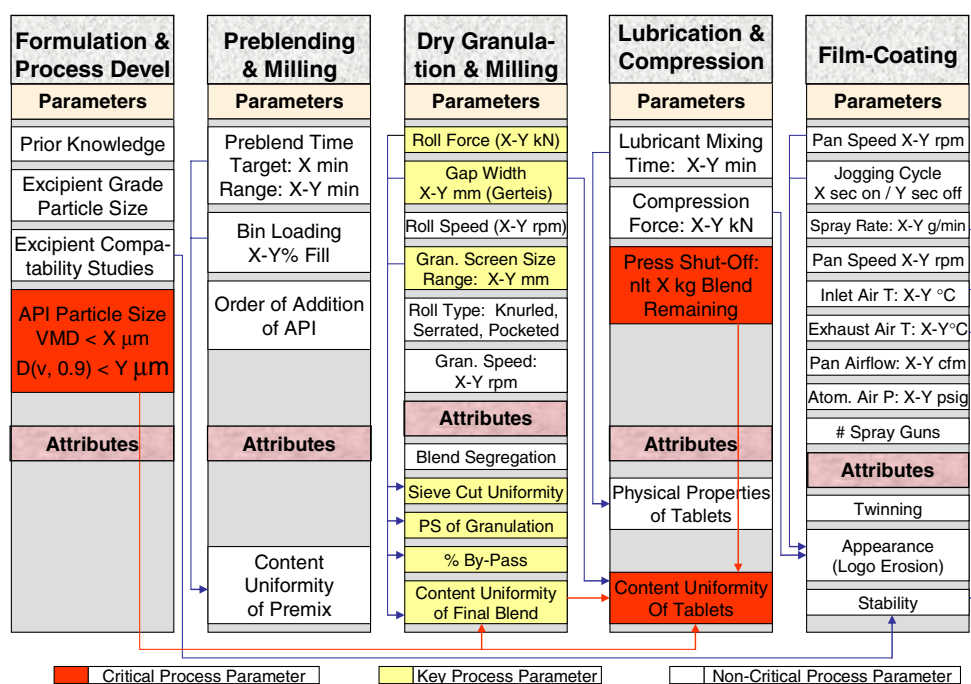 Formulation &
Process Devel
Parameters
Prior Knowledge
Excipient Grade
Particle Size
Excipient Compa-
tability Studies
API Particle Size
VMD < X μm
D(v, 0.9) < Y μm
Attributes
Preblending
& Milling
Parameters
Preblend Time
Target: X min
Range: X-Y min
Bin Loading
X-Y% Fill
Order of Addition
of API
Attributes
Content
Uniformity
of Premix
Dry Granula-
tion & Milling
Parameters
Roll Force (X-Y kN)
Gap Width
X-Y mm (Gerteis)
Roll Speed (X-Y rpm)
Gran. Screen Size
Range: X-Y mm
Roll Type: Knurled,
Serrated, Pocketed
Gran. Speed:
X-Y rpm
Attributes
Blend Segregation
Sieve Cut Uniformity
PS of Granulation
% By-Pass
Content Uniformity
of Final Blend
Lubrication &
Compression
Parameters
Lubricant Mixing
Time: X-Y min
Compression
Force: X-Y kN
Press Shut-Off:
nlt X kg Blend
Remaining
Attributes
Physical Properties
of Tablets
Content Uniformity
Of Tablets
Film-Coating
Parameters
Pan Speed X-Y rpm
Jogging Cycle
X sec on / Y sec off
Spray Rate: X-Y g/min
Pan Speed X-Y rpm
Inlet Air T: X-Y °C
Exhaust Air T: X-Y°C
Pan Airflow: X-Y cfm
Atom. Air P: X-Y psig
# Spray Guns
Attributes
Twinning
Appearance
(Logo Erosion)
Stability
Critical Process Parameter
Key Process Parameter
Non-Critical Process Parameter